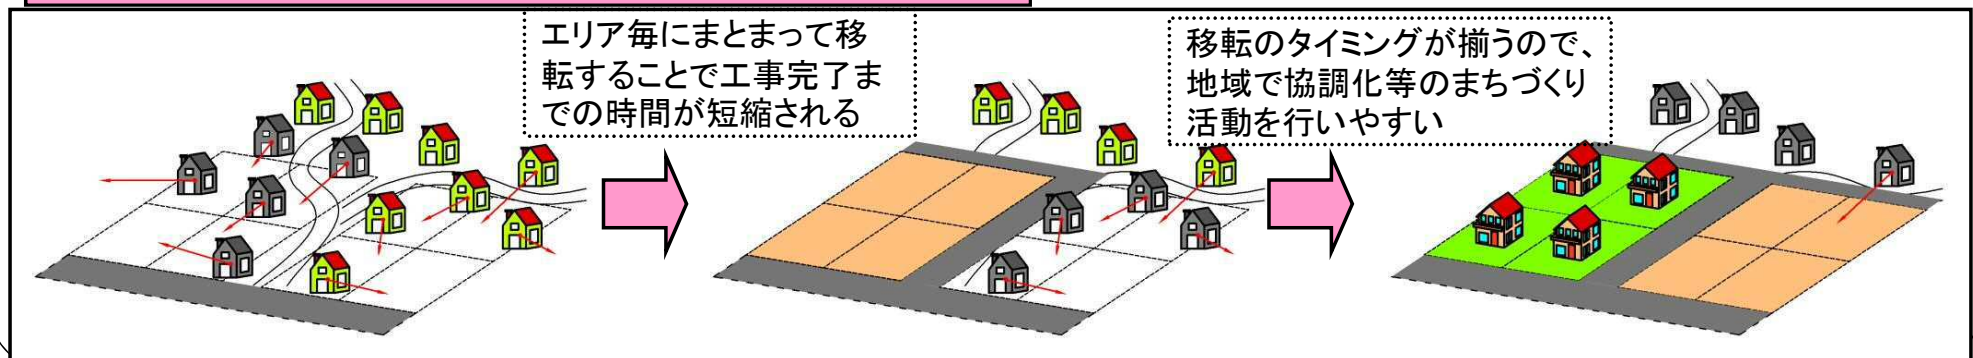 エリア毎にまとまって移
転することで工事完了ま
での時間が短縮される
移転のタイミングが揃うので、
地域で協調化等のまちづくり
活動を行いやすい